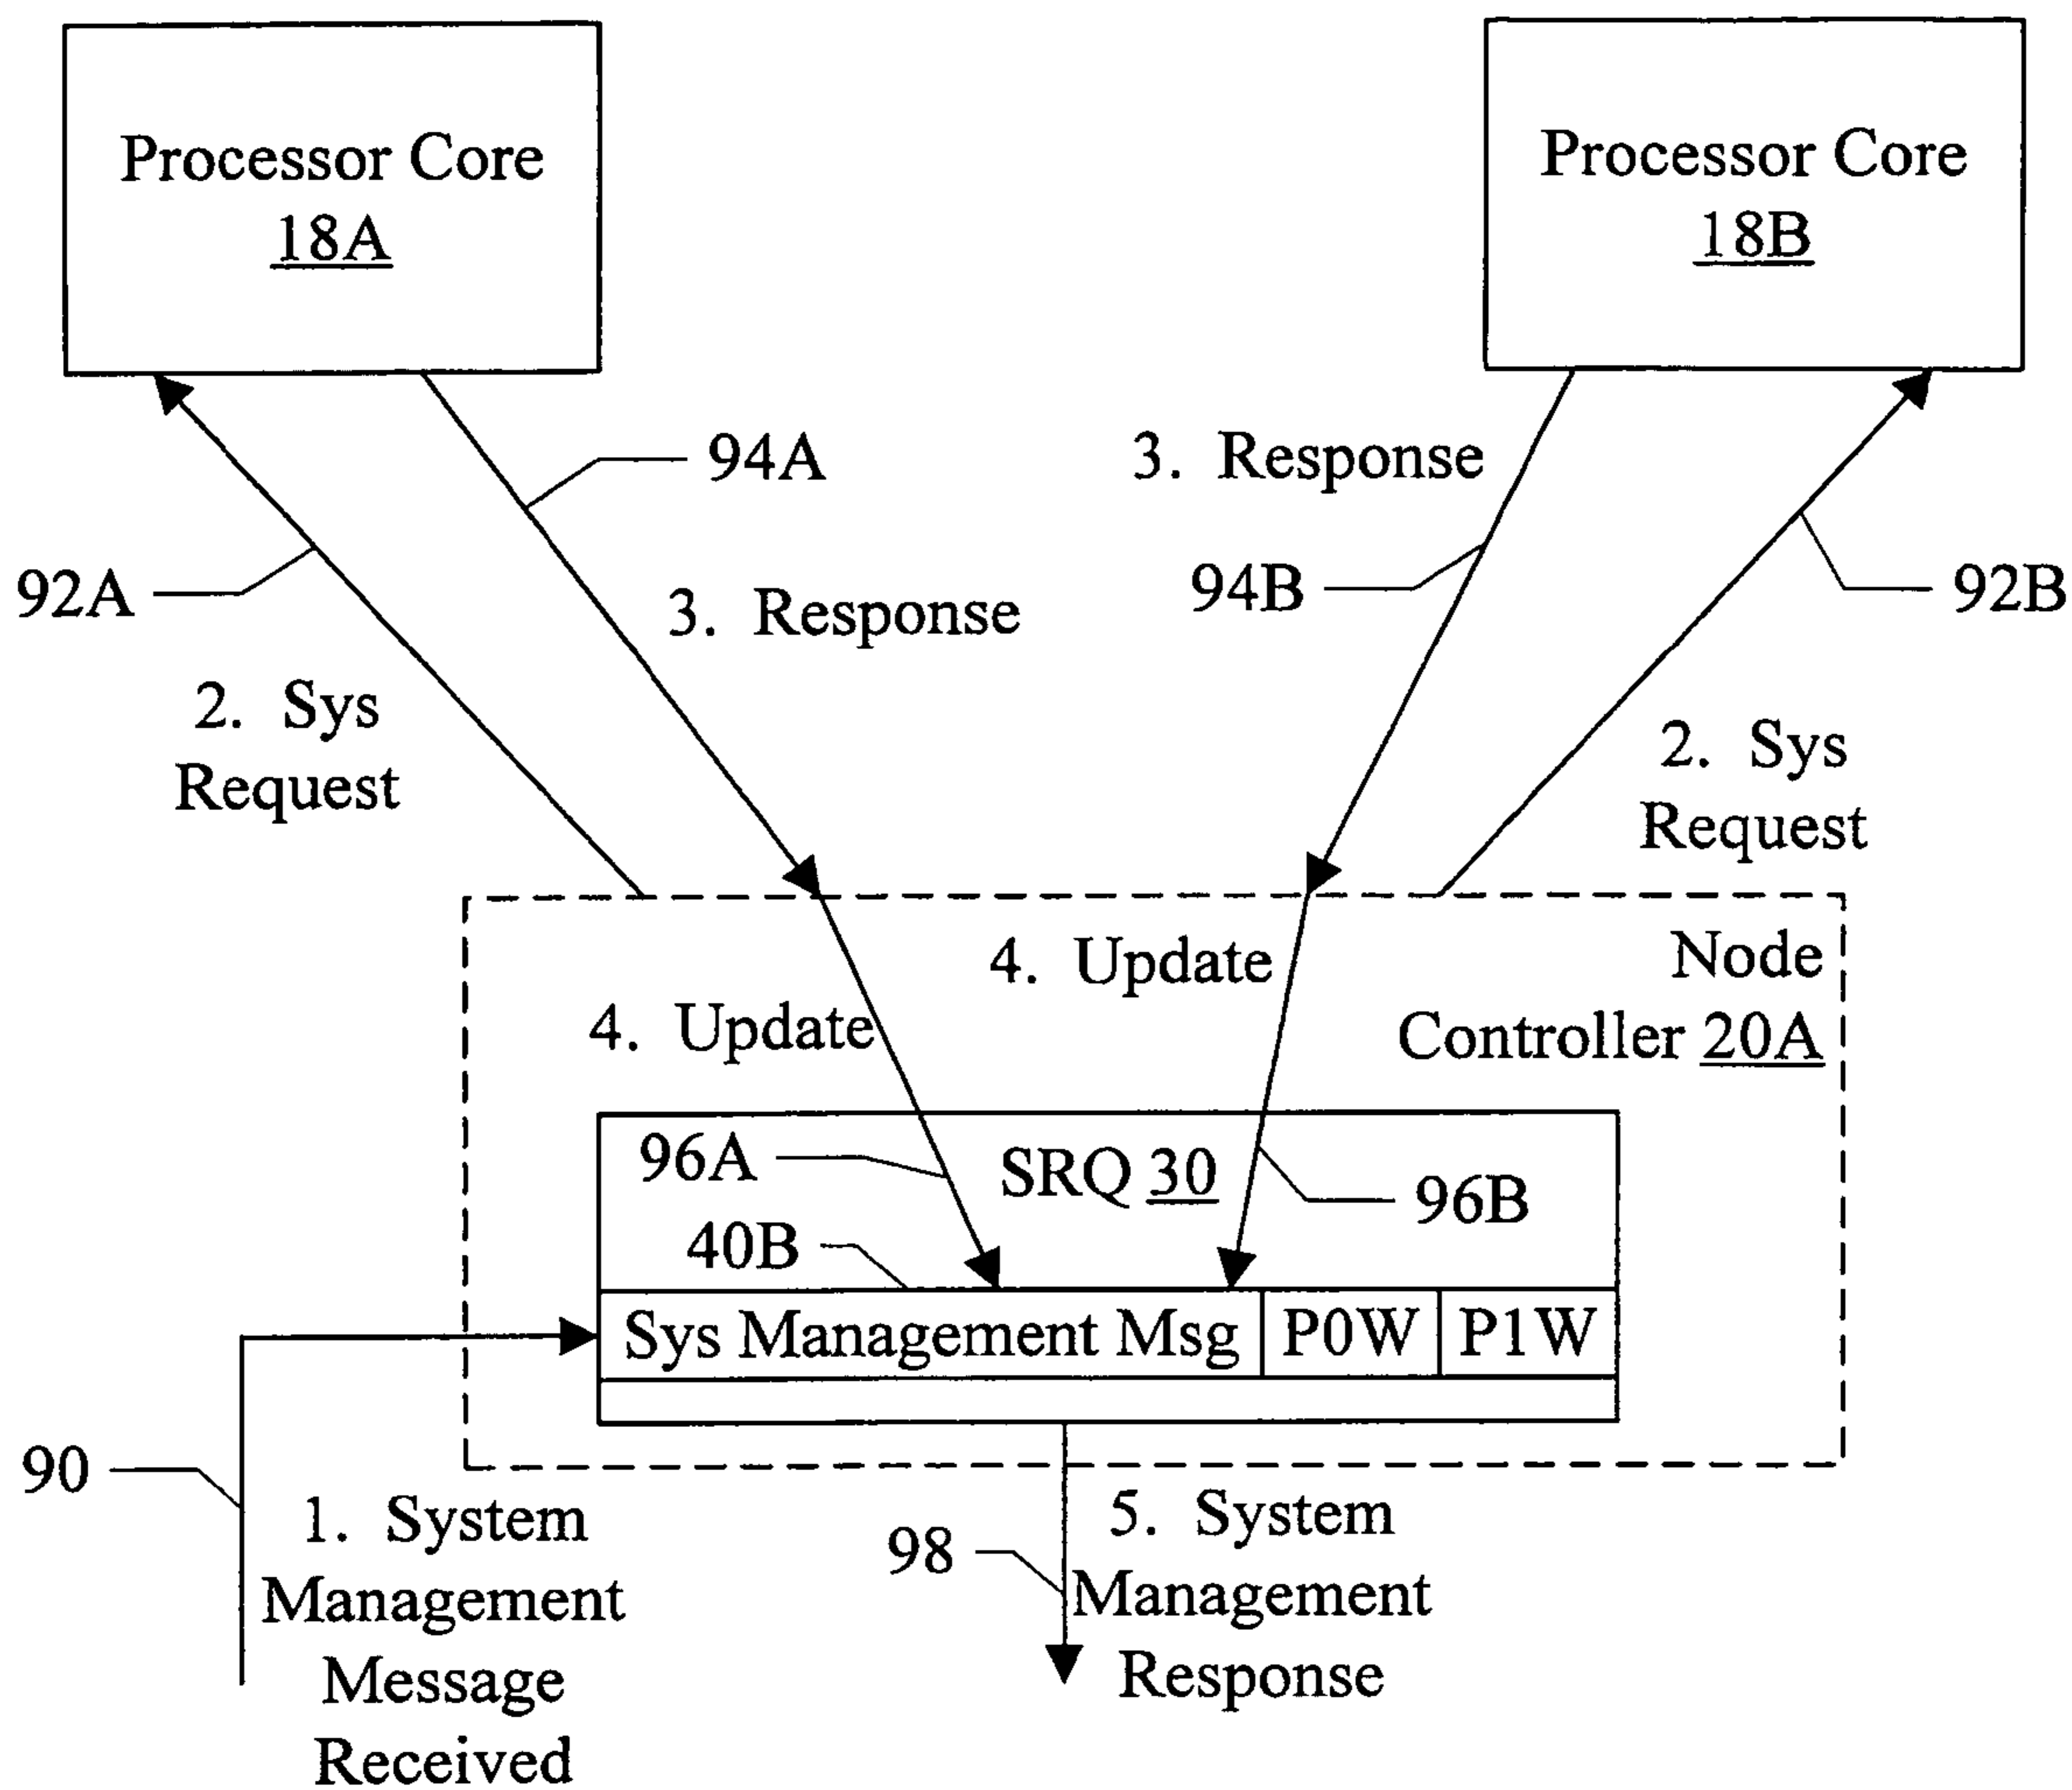 Processor Core
18A
Processor Core
18B
94A
3. Response
92A
94B
92B
3. Response
2. Sys
Request
2. Sys
Request
4. Update
Node
4. Update
Controller 20A
96A
SRQ 30
96B
40B
Sys Management Msg
P0W
P1W
90
1. System
Management
Message
Received
98
5. System
Management
Response